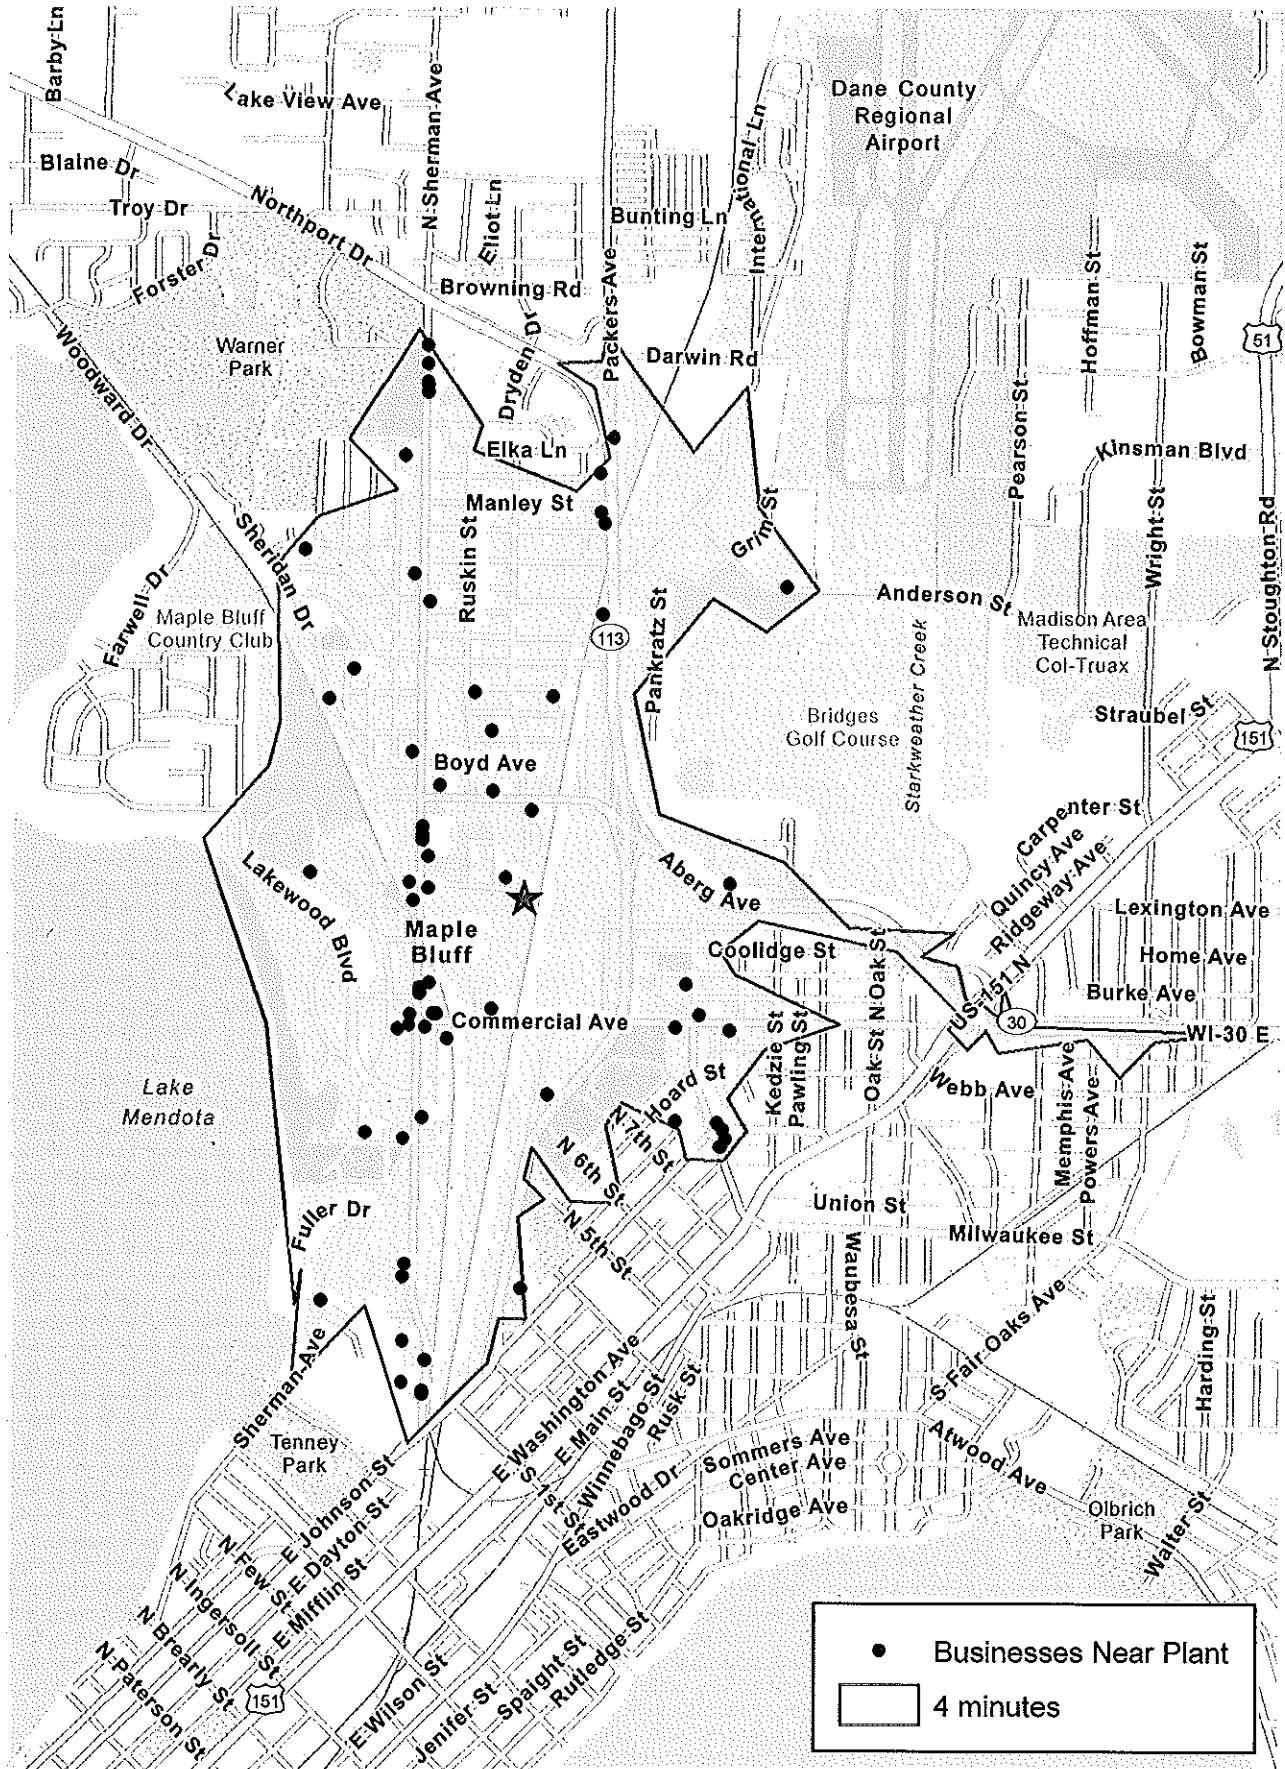 Barby Ln
Lake View Ave
N Sherman Ave
International Ln
Dane County
Regional
Airport
Blaine Dr
Troy Dr
Northport Dr
Eliot Ln
Bunting Ln
Forster Dr
Browning Rd
Packers Ave
Hoffman St
Bowman St
51
Woodward Dr
Warner
Park
Dryden Dr
Darwin Rd
Pearson St
Elka Ln
Kinsman Blvd
Manley St
Sheridan Dr
Ruskin St
Grim St
Wright St
N Stoughton Rd
Farwell Dr
Maple Bluff
Country Club
113
Pankratz St
Anderson St
Starkweather Creek
Madison Area
Technical
Col-Truax
Bridges
Golf Course
Straubel St
151
Boyd Ave
Carpenter St
Quincy Ave
Ridgeway Ave
Lakewood Blvd
Aberg Ave
Lexington Ave
Maple
Bluff
Coolidge St
N Oak St
US-151 N
Home Ave
Burke Ave
Commercial Ave
30
WI-30 E
Lake
Mendota
Hoard St
Kedzie St
Pawling St
Oak St
Webb Ave
Memphis Ave
Powers Ave
N 7th St
N 6th St
N 5th St
Fuller Dr
Union St
Milwaukee St
Waubesa St
Sherman Ave
S Fair Oaks Ave
Harding St
Tenney
Park
E Washington Ave
E Main St
S Winnebago St
Rusk St
S 1st St
Eastwood Dr
Sommers Ave
Center Ave
Atwood Ave
Oakridge Ave
Olbrich
Park
Walter St
E Johnson St
E Dayton St
E Mifflin St
N Few St
N Ingersoll St
N Brearly St
N Paterson St
151
E Wilson St
Jenifer St
Spaight St
Rutledge St
Businesses Near Plant
4 minutes